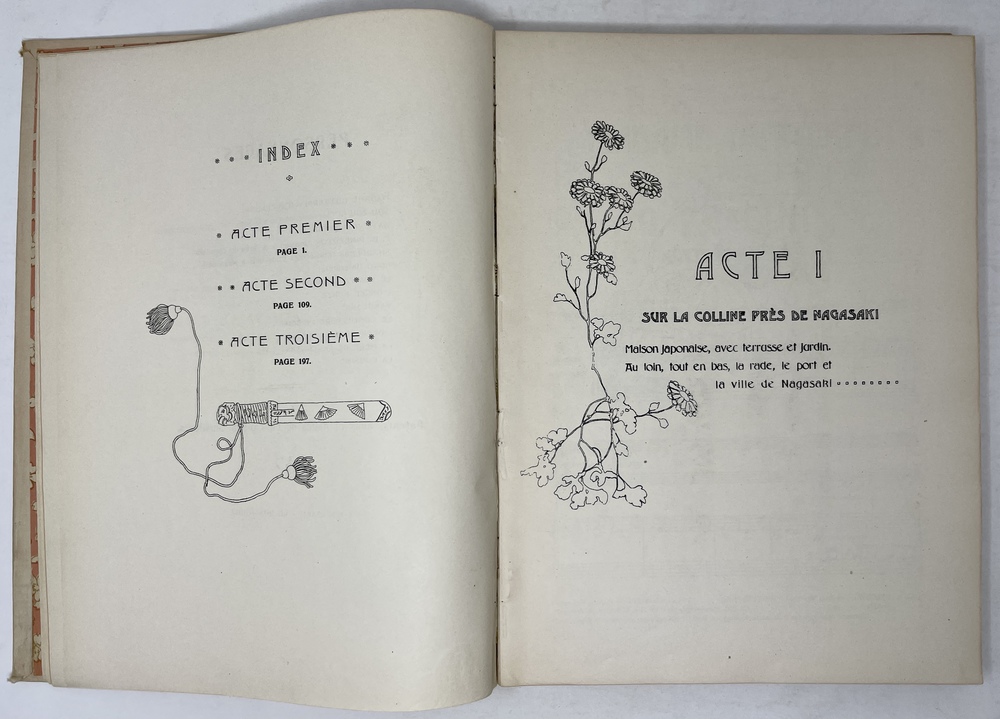 INDEX
ACTE PREMIER
PAGE 1.
ACTE SECOND
PAGE 109.
ACTE TROISIÈME
PAGE 197.
ACTE I
SUR LA COLLINE PRÈS DE NAGASAKI
Maison Japonaise, avec terrasse et Jardin.
Au loin, tout en bas, la rade, le port et
la ville de Nagasaki ........